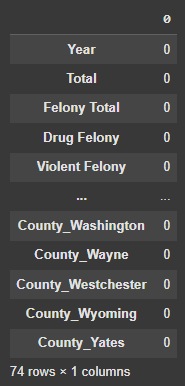 0
Year 0
Total 0
Felony Total 0
Drug Felony 0
Violent Felony 0
... ...
County_Washington 0
County_Wayne 0
County_Westchester 0
County_Wyoming 0
County_Yates 0
74 rows × 1 columns